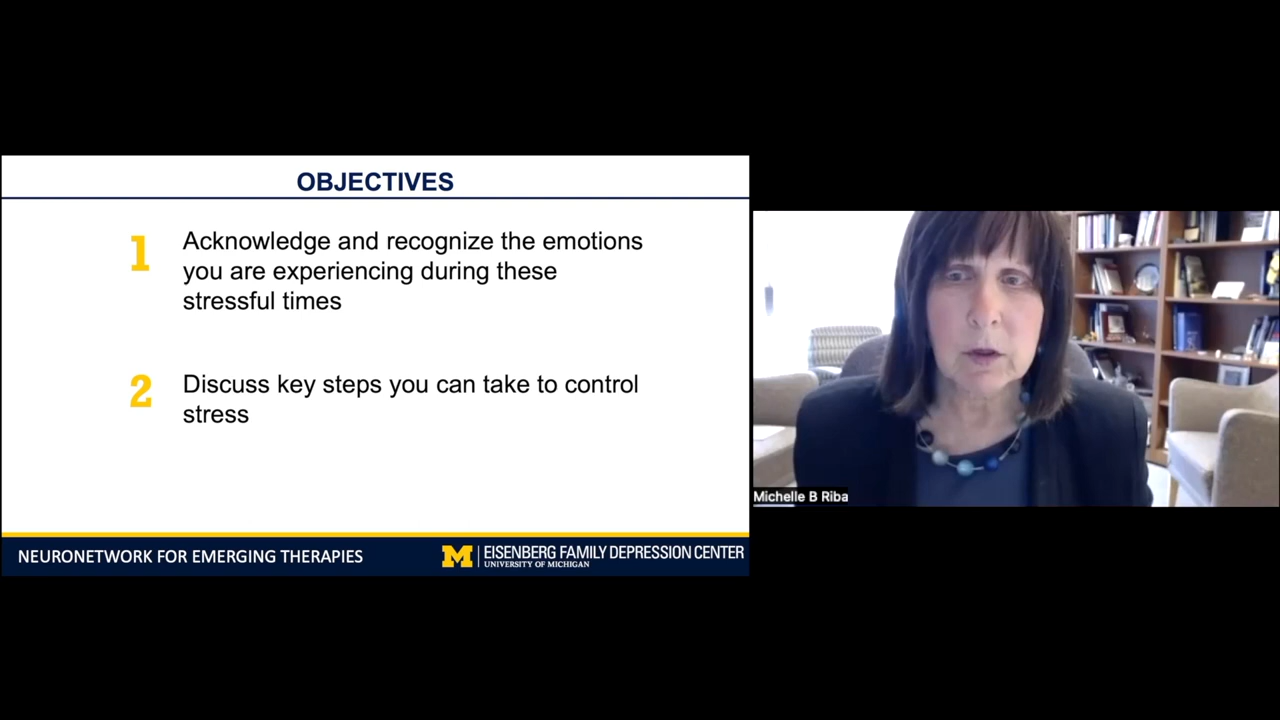 OBJECTIVES
1
Acknowledge and recognize the emotions
you are experiencing during these
stressful times
2
Discuss key steps you can take to control
stress
NEURONETWORK FOR EMERGING THERAPIES
M
EISENBERG FAMILY DEPRESSION CENTER
UNIVERSITY OF MICHIGAN
Michelle B Riba